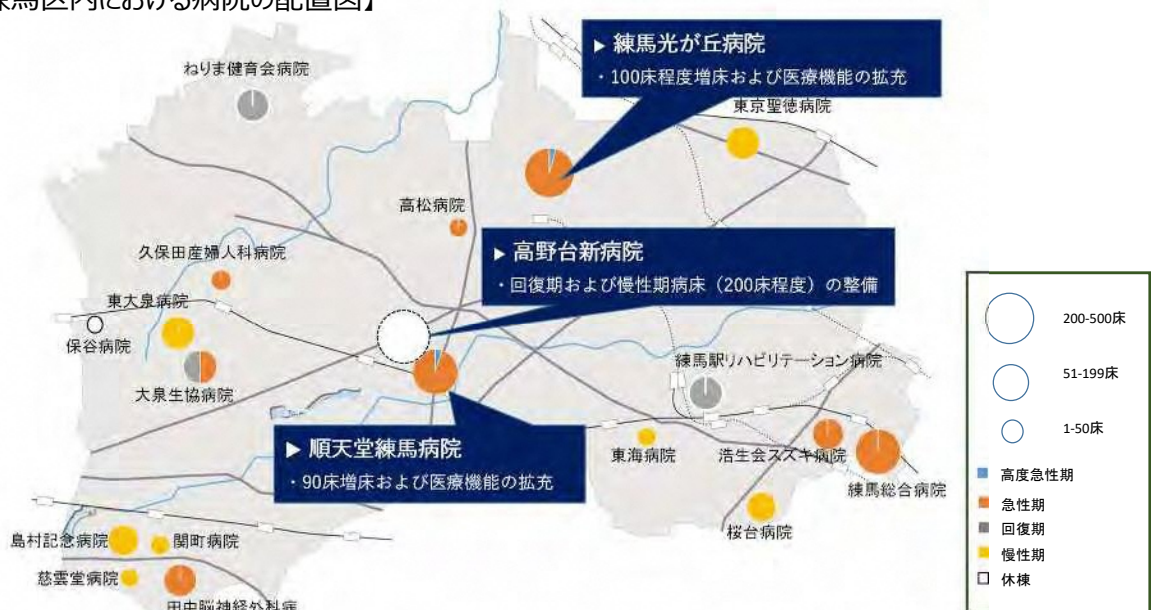 練馬区内における病院の配置図】
▶ 練馬光が丘病院
・100床程度増床および医療機能の拡充
ねりま健育会病院
東京聖徳病院
高松病院
▶ 高野台新病院
・回復期および慢性期病床（200床程度）の整備
久保田産婦人科病院
東大泉病院
保谷病院
大泉生協病院
練馬駅リハビリテーション病院
▶ 順天堂練馬病院
・90床増床および医療機能の拡充
東海病院
浩生会スズキ病院
練馬総合病院
桜台病院
島村記念病院
関町病院
慈雲堂病院
田中脳神経外科病
200-500床
51-199床
1-50床
高度急性期
急性期
回復期
慢性期
休棟